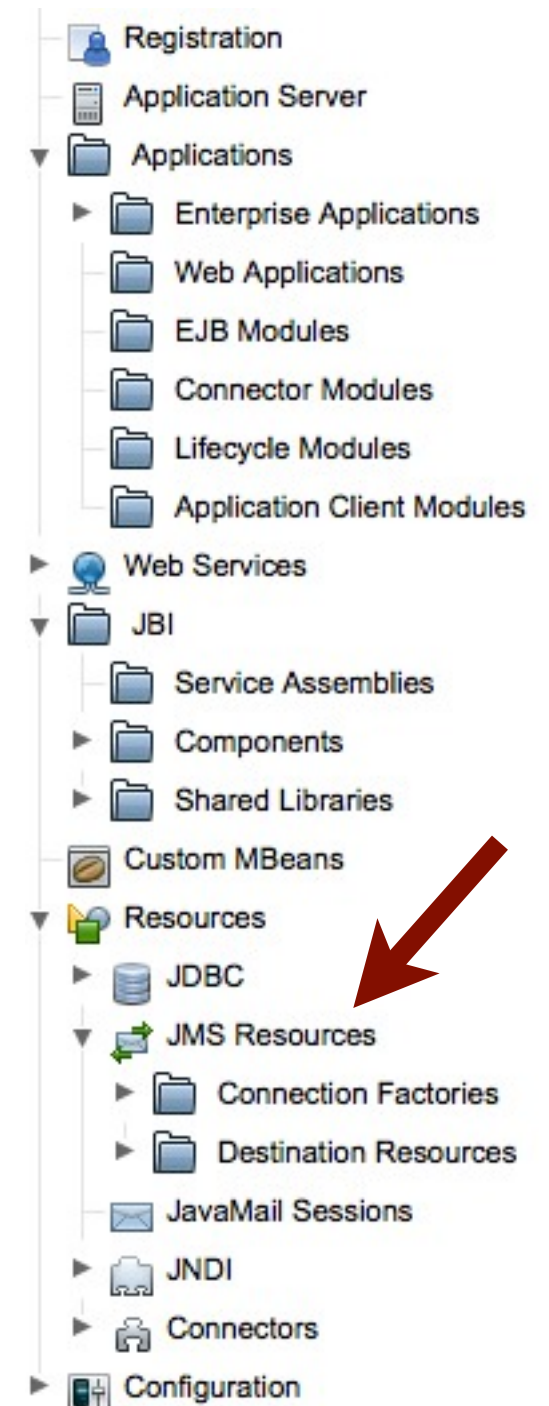 Registration
Application Server
Applications
Enterprise Applications
Web Applications
EJB Modules
Connector Modules
Lifecycle Modules
Application Client Modules
Web Services
JBI
Service Assemblies
Components
Shared Libraries
Custom MBeans
Resources
JDBC
JMS Resources
Connection Factories
Destination Resources
JavaMail Sessions
JNDI
Connectors
Configuration